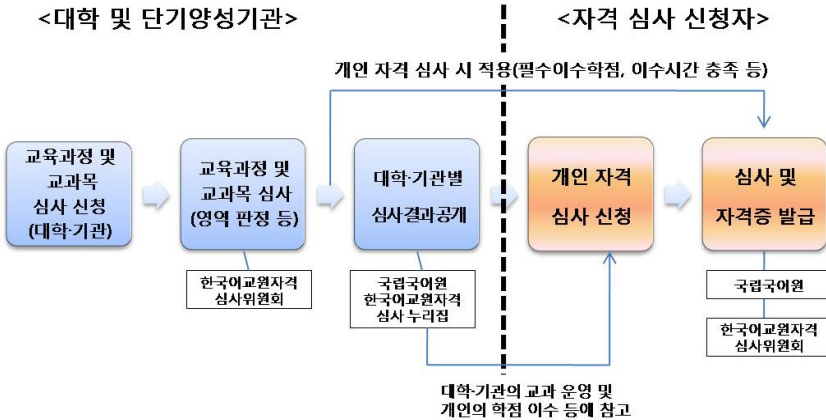 <대학 및 단기양성기관>
<자격 심사 신청자>
개인 자격 심사 시 적용(필수이수학점, 이수시간 충족 등)
교육과정 및
교과목
심사 신청
(대학·기관)
교육과정 및
교과목 심사
(영역 판정 등)
대학·기관별
심사결과공개
개인 자격
심사 신청
심사 및
자격증 발급
한국어교원자격
심사위원회
국립국어원
한국어교원자격
심사 누리집
국립국어원
한국어교원자격
심사위원회
대학·기관의 교과 운영 및
개인의 학점 이수 등에 참고